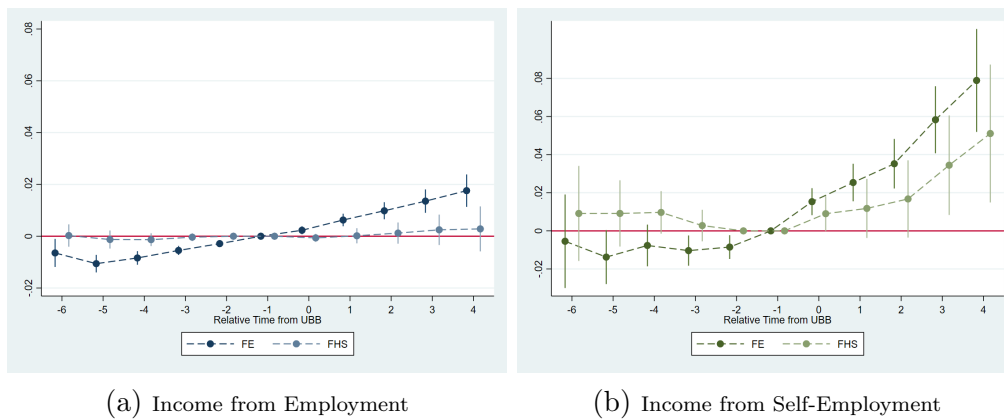 .08
.06
.04
.02
0
-.02
-6 -5 -4 -3 -2 -1 0 1 2 3 4
Relative Time from UBB
FE FHS
(a) Income from Employment
.08
.06
.04
.02
0
-.02
-6 -5 -4 -3 -2 -1 0 1 2 3 4
Relative Time from UBB
FE FHS
(b) Income from Self-Employment